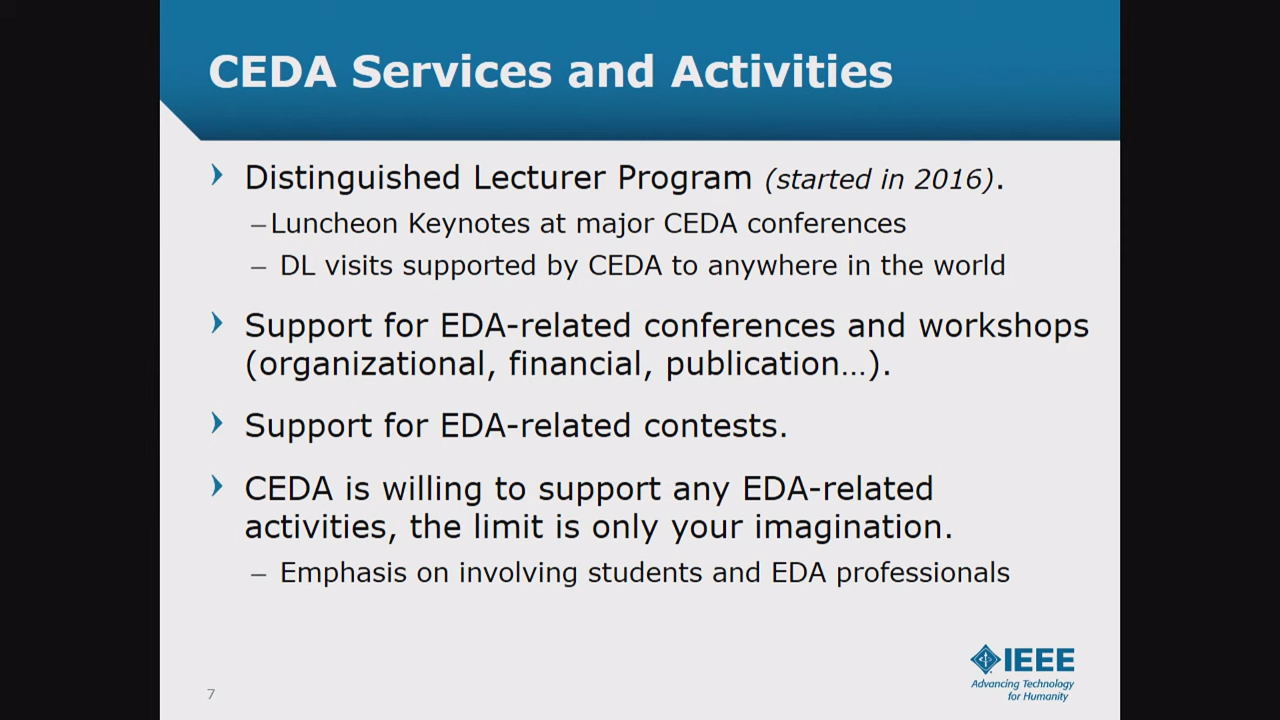 CEDA Services and Activities
Distinguished Lecturer Program (started in 2016).
–Luncheon Keynotes at major CEDA conferences
– DL visits supported by CEDA to anywhere in the world
Support for EDA-related conferences and workshops
(organizational, financial, publication…).
Support for EDA-related contests.
CEDA is willing to support any EDA-related
activities, the limit is only your imagination.
– Emphasis on involving students and EDA professionals
IEEE
Advancing Technology
for Humanity
7